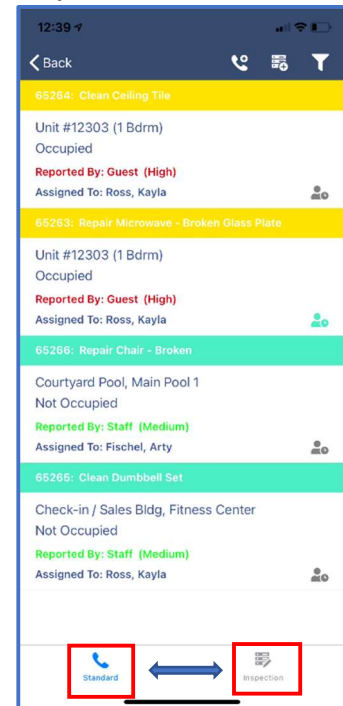 12:39
Back
65264: Clean Ceiling Tile
Unit #12303 (1 Bdrm)
Occupied
Reported By: Guest (High)
Assigned To: Ross, Kayla
65263: Repair Microwave - Broken Glass Plate
Unit #12303 (1 Bdrm)
Occupied
Reported By: Guest (High)
Assigned To: Ross, Kayla
65266: Repair Chair - Broken
Courtyard Pool, Main Pool 1
Not Occupied
Reported By: Staff (Medium)
Assigned To: Fischel, Arty
65265: Clean Dumbbell Set
Check-in / Sales Bldg, Fitness Center
Not Occupied
Reported By: Staff (Medium)
Assigned To: Ross, Kayla
Standard
Inspection